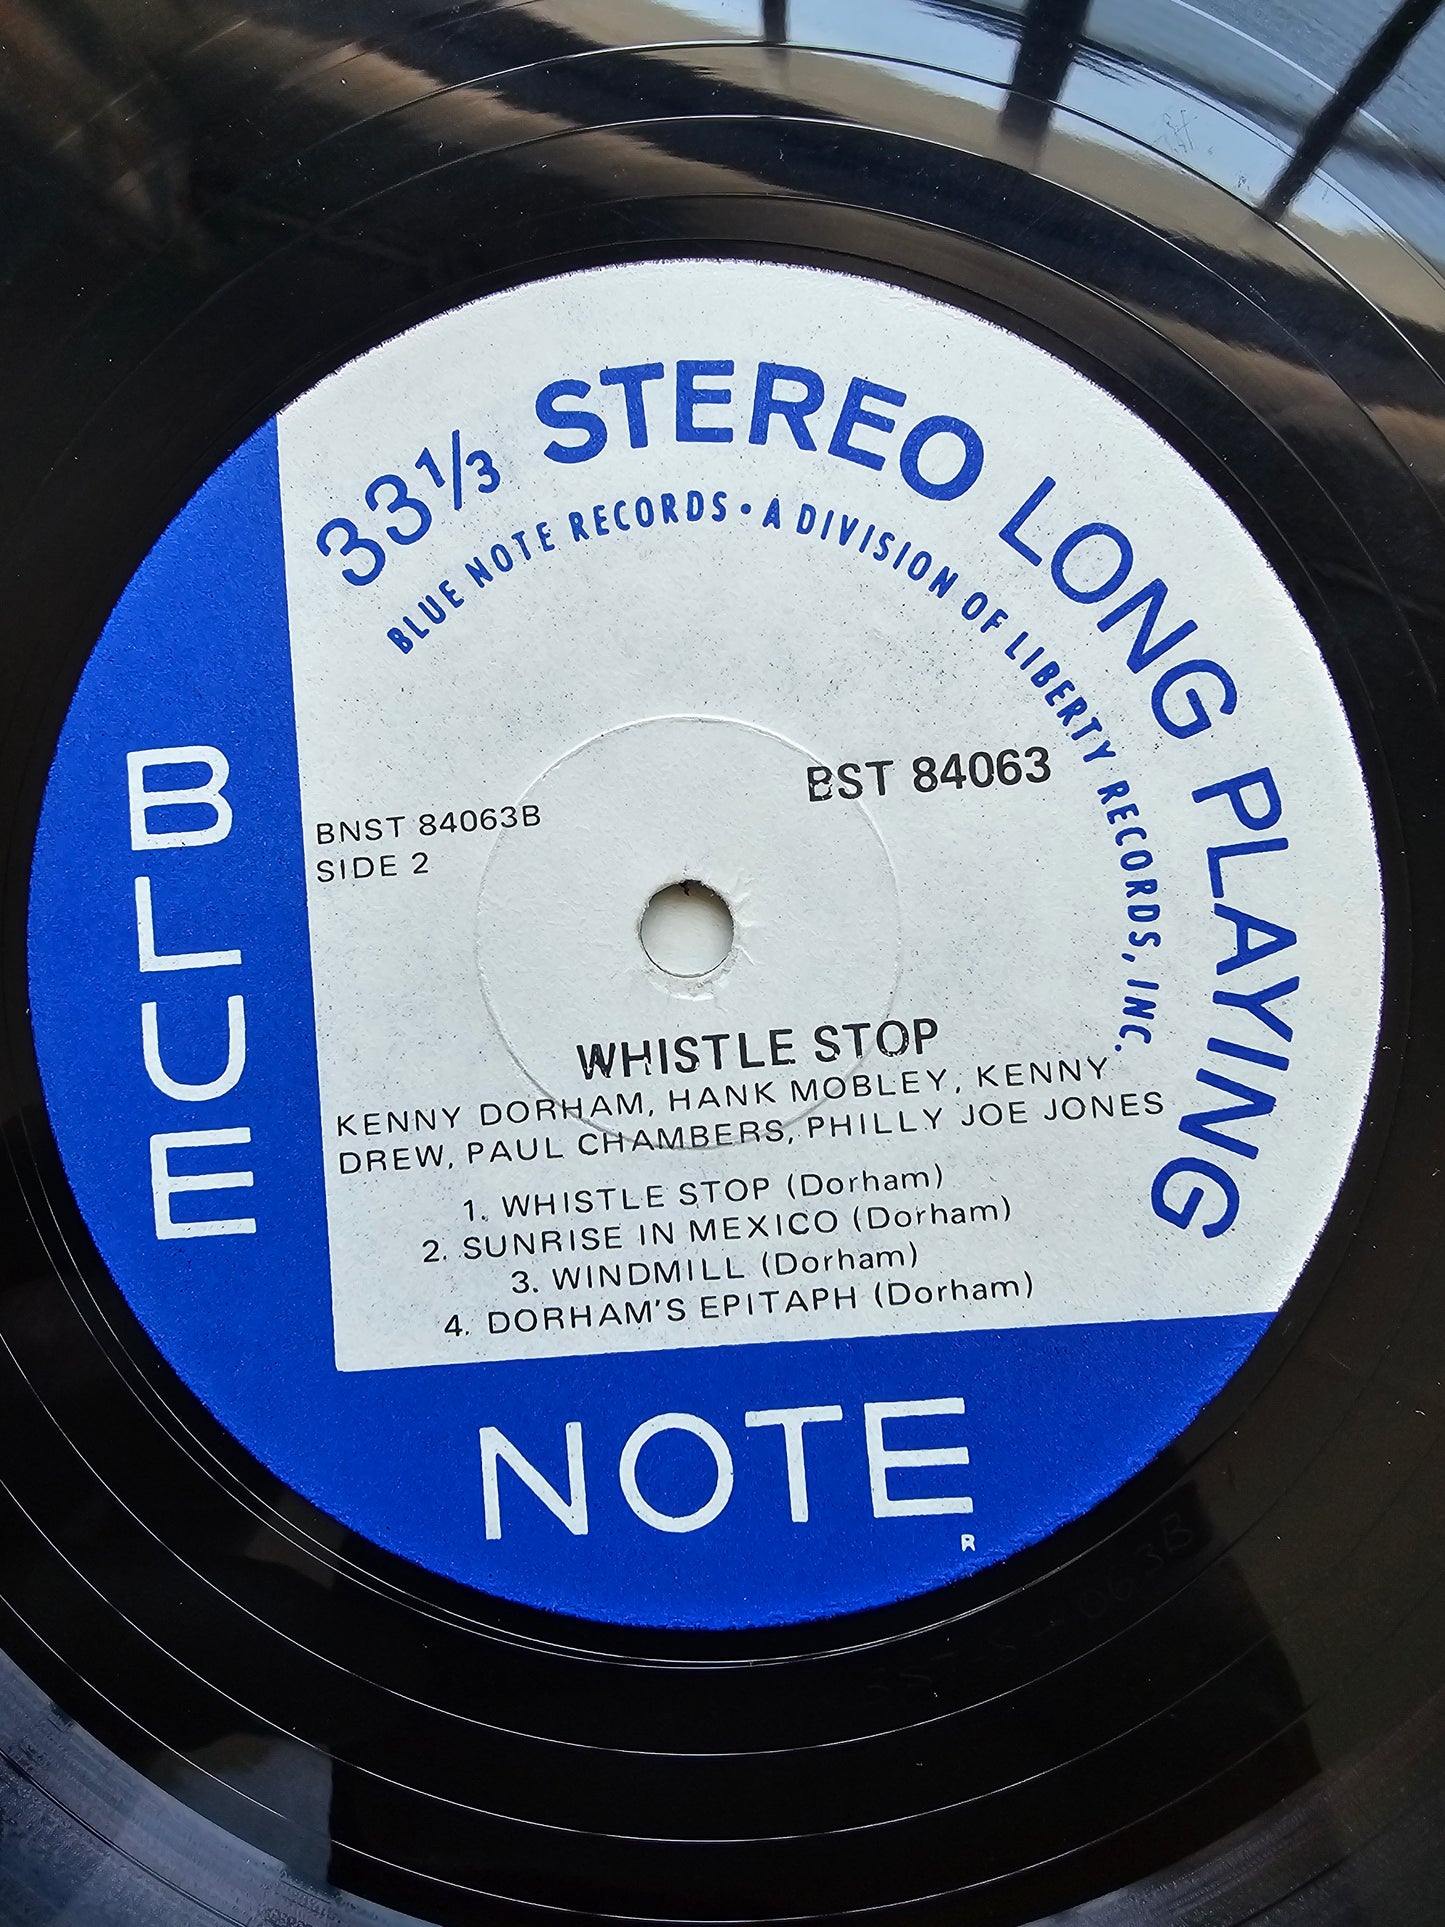 33⅓ STEREO LONG PLAYING
BLUE NOTE RECORDS • A DIVISION OF LIBERTY RECORDS, INC.
BST 84063
BNST 84063B
SIDE 2
WHISTLE STOP
KENNY DORHAM, HANK MOBLEY, KENNY
DREW, PAUL CHAMBERS, PHILLY JOE JONES
1. WHISTLE STOP (Dorham)
2. SUNRISE IN MEXICO (Dorham)
3. WINDMILL (Dorham)
4. DORHAM'S EPITAPH (Dorham)
BLUE
NOTE
R